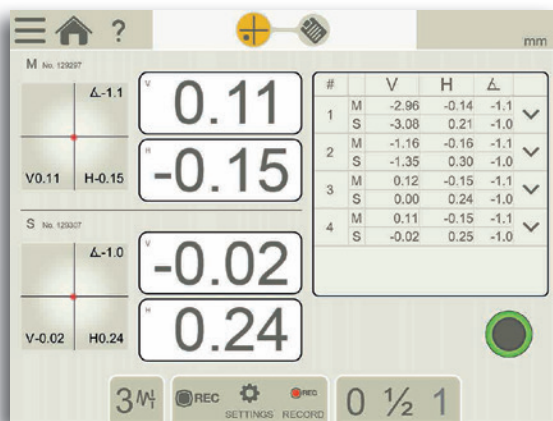 ?
mm
M No. 129297
∡-1.1
V0.11 H-0.15
V 0.11
H -0.15
S No. 129307
∡-1.0
V-0.02 H0.24
V -0.02
H 0.24
# V H ∡
1 M -2.96 -0.14 -1.1
S -3.08 0.21 -1.0
2 M -1.16 -0.16 -1.1
S -1.35 0.30 -1.0
3 M 0.12 -0.15 -1.1
S 0.00 0.24 -1.0
4 M 0.11 -0.15 -1.1
S -0.02 0.25 -1.0
3
REC
SETTINGS
REC
RECORD
0 ½ 1